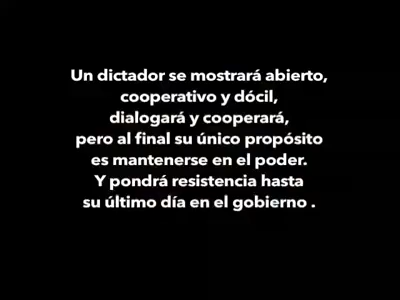 Un dictador se mostrará abierto,
cooperativo y dócil,
dialogará y cooperará,
pero al final su único propósito
es mantenerse en el poder.
Y pondrá resistencia hasta
su último día en el gobierno .